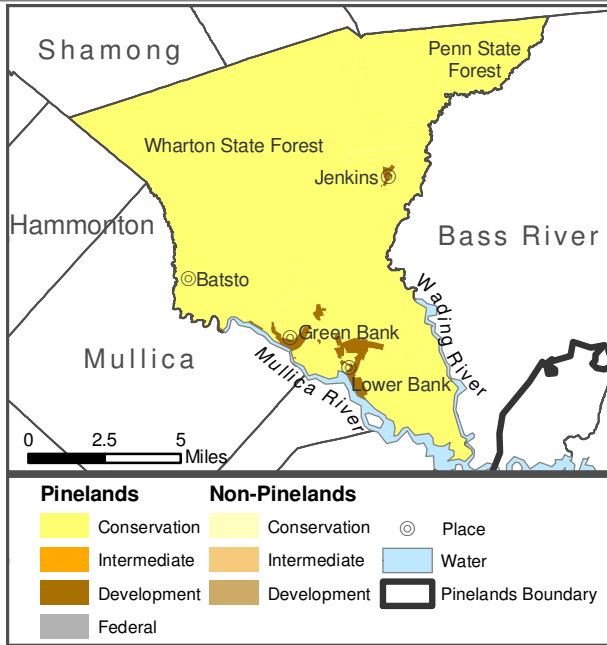 Shamong
Penn State
Forest
Wharton State Forest
Jenkins
Hammonton
Bass River
Batsto
Wading River
Green Bank
Mullica
Mullica River
Lower Bank
0 2.5 5
Miles
Pinelands Non-Pinelands
Conservation Conservation Place
Intermediate Intermediate Water
Development Development Pinelands Boundary
Federal